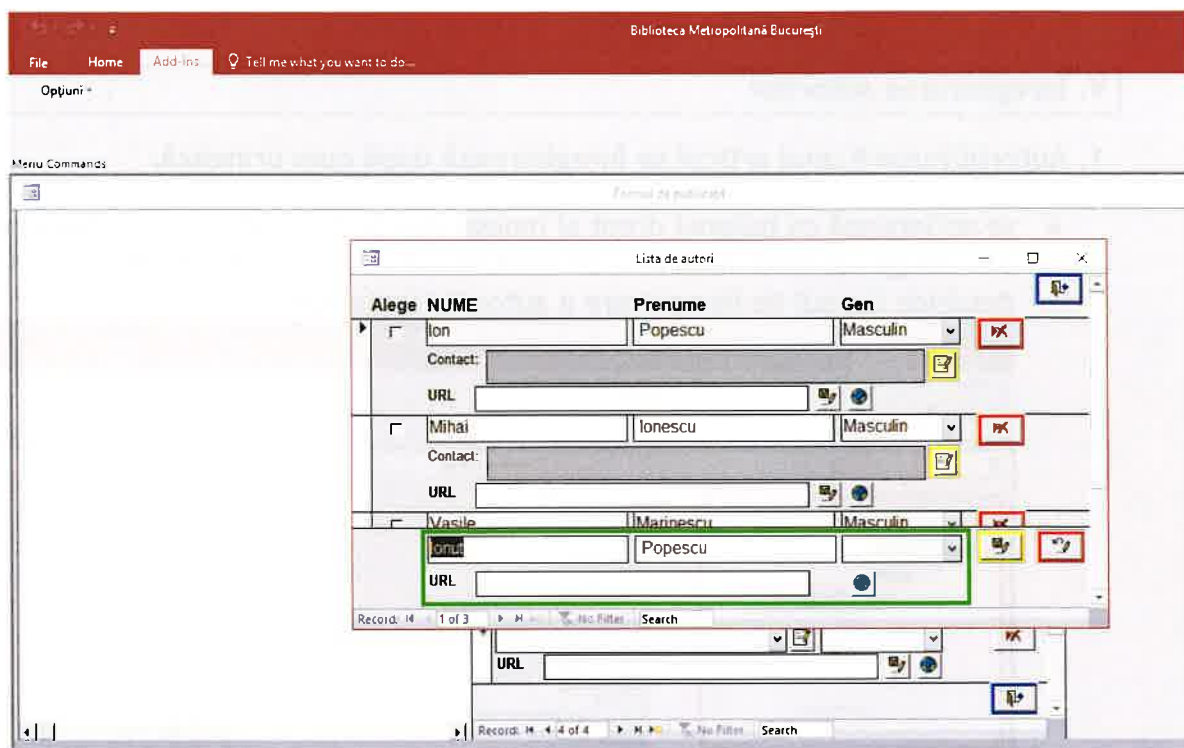 Biblioteca Metropolitană București
File Home Add-Ins Tell me what you want to do...
Opțiuni
Menu Commands
Lista de autori
Alege NUME Prenume Gen
Ion Popescu Masculin
Contact:
URL
Mihai Ionescu Masculin
Contact:
URL
Vasile Marinescu Masculin
Ionut Popescu
URL
Record: 1 of 3 No Filter Search
URL
Record: 4 of 4 No Filter Search